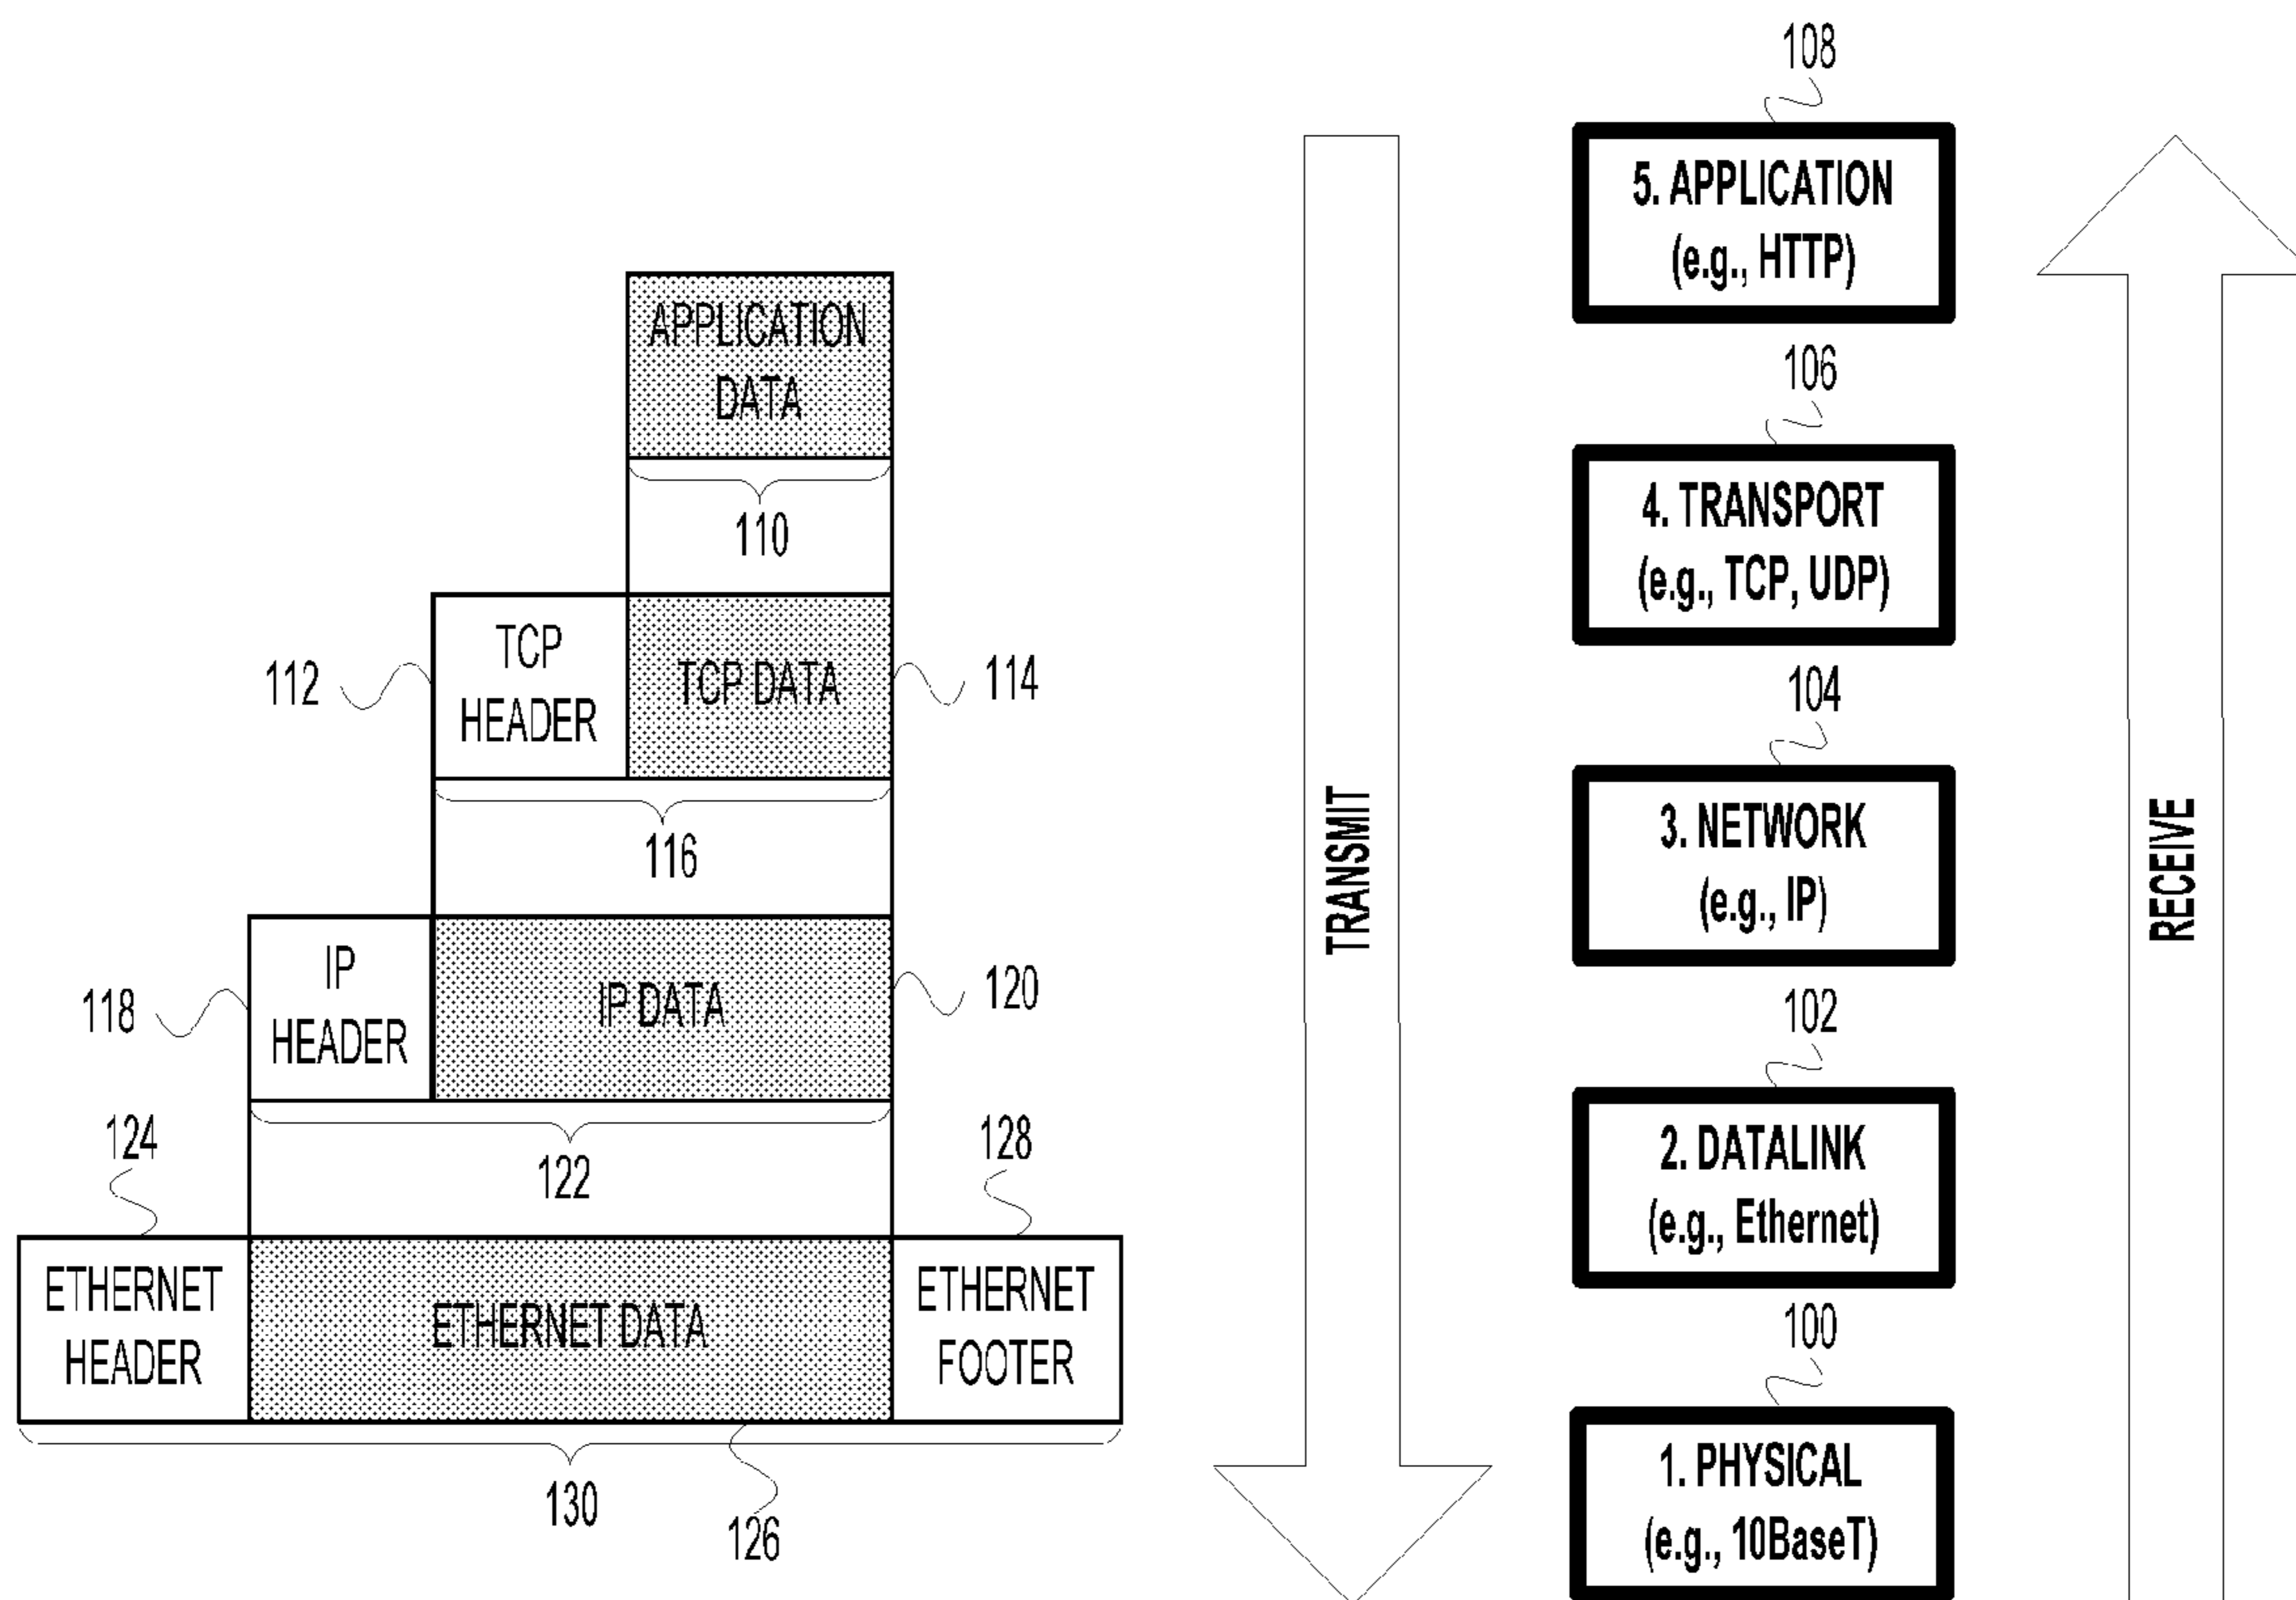 APPLICATION
DATA
110
112
TCP
HEADER
TCP DATA
114
116
118
IP
HEADER
IP DATA
120
122
124
128
ETHERNET
HEADER
ETHERNET DATA
ETHERNET
FOOTER
130
126
TRANSMIT
108
5. APPLICATION
(e.g., HTTP)
106
4. TRANSPORT
(e.g., TCP, UDP)
104
3. NETWORK
(e.g., IP)
102
2. DATALINK
(e.g., Ethernet)
100
1. PHYSICAL
(e.g., 10BaseT)
RECEIVE